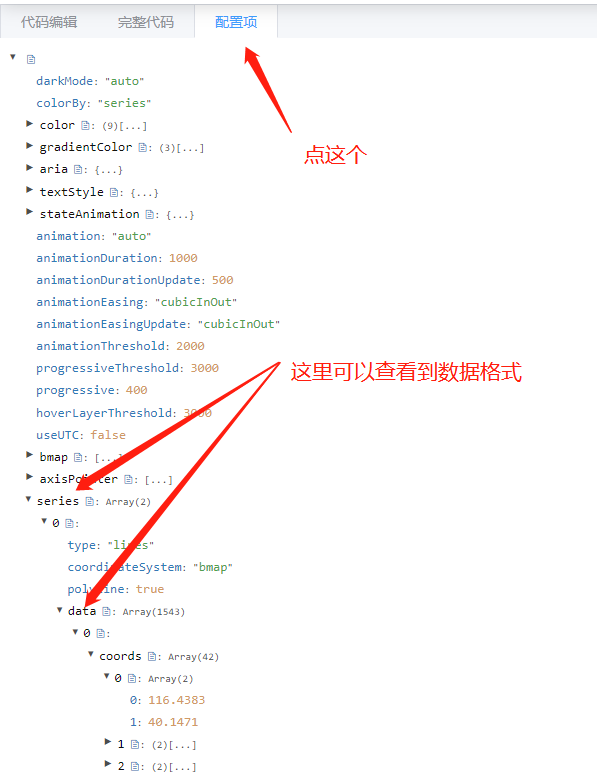 代码编辑 完整代码 配置项
darkMode: "auto"
colorBy: "series"
color : (9)[...]
点这个
gradientColor : (3)[...]
aria : {...}
textStyle : {...}
stateAnimation : {...}
animation: "auto"
animationDuration: 1000
animationDurationUpdate: 500
animationEasing: "cubicInOut"
animationEasingUpdate: "cubicInOut"
animationThreshold: 2000
progressiveThreshold: 3000
这里可以查看到数据格式
progressive: 400
hoverLayerThreshold: 3000
useUTC: false
bmap : [...]
axisPointer : [...]
series : Array(2)
0 :
type: "lines"
coordinateSystem: "bmap"
polyline: true
data : Array(1543)
0 :
coords : Array(42)
0 : Array(2)
0: 116.4383
1: 40.1471
1 : (2)[...]
2 : (2)[...]